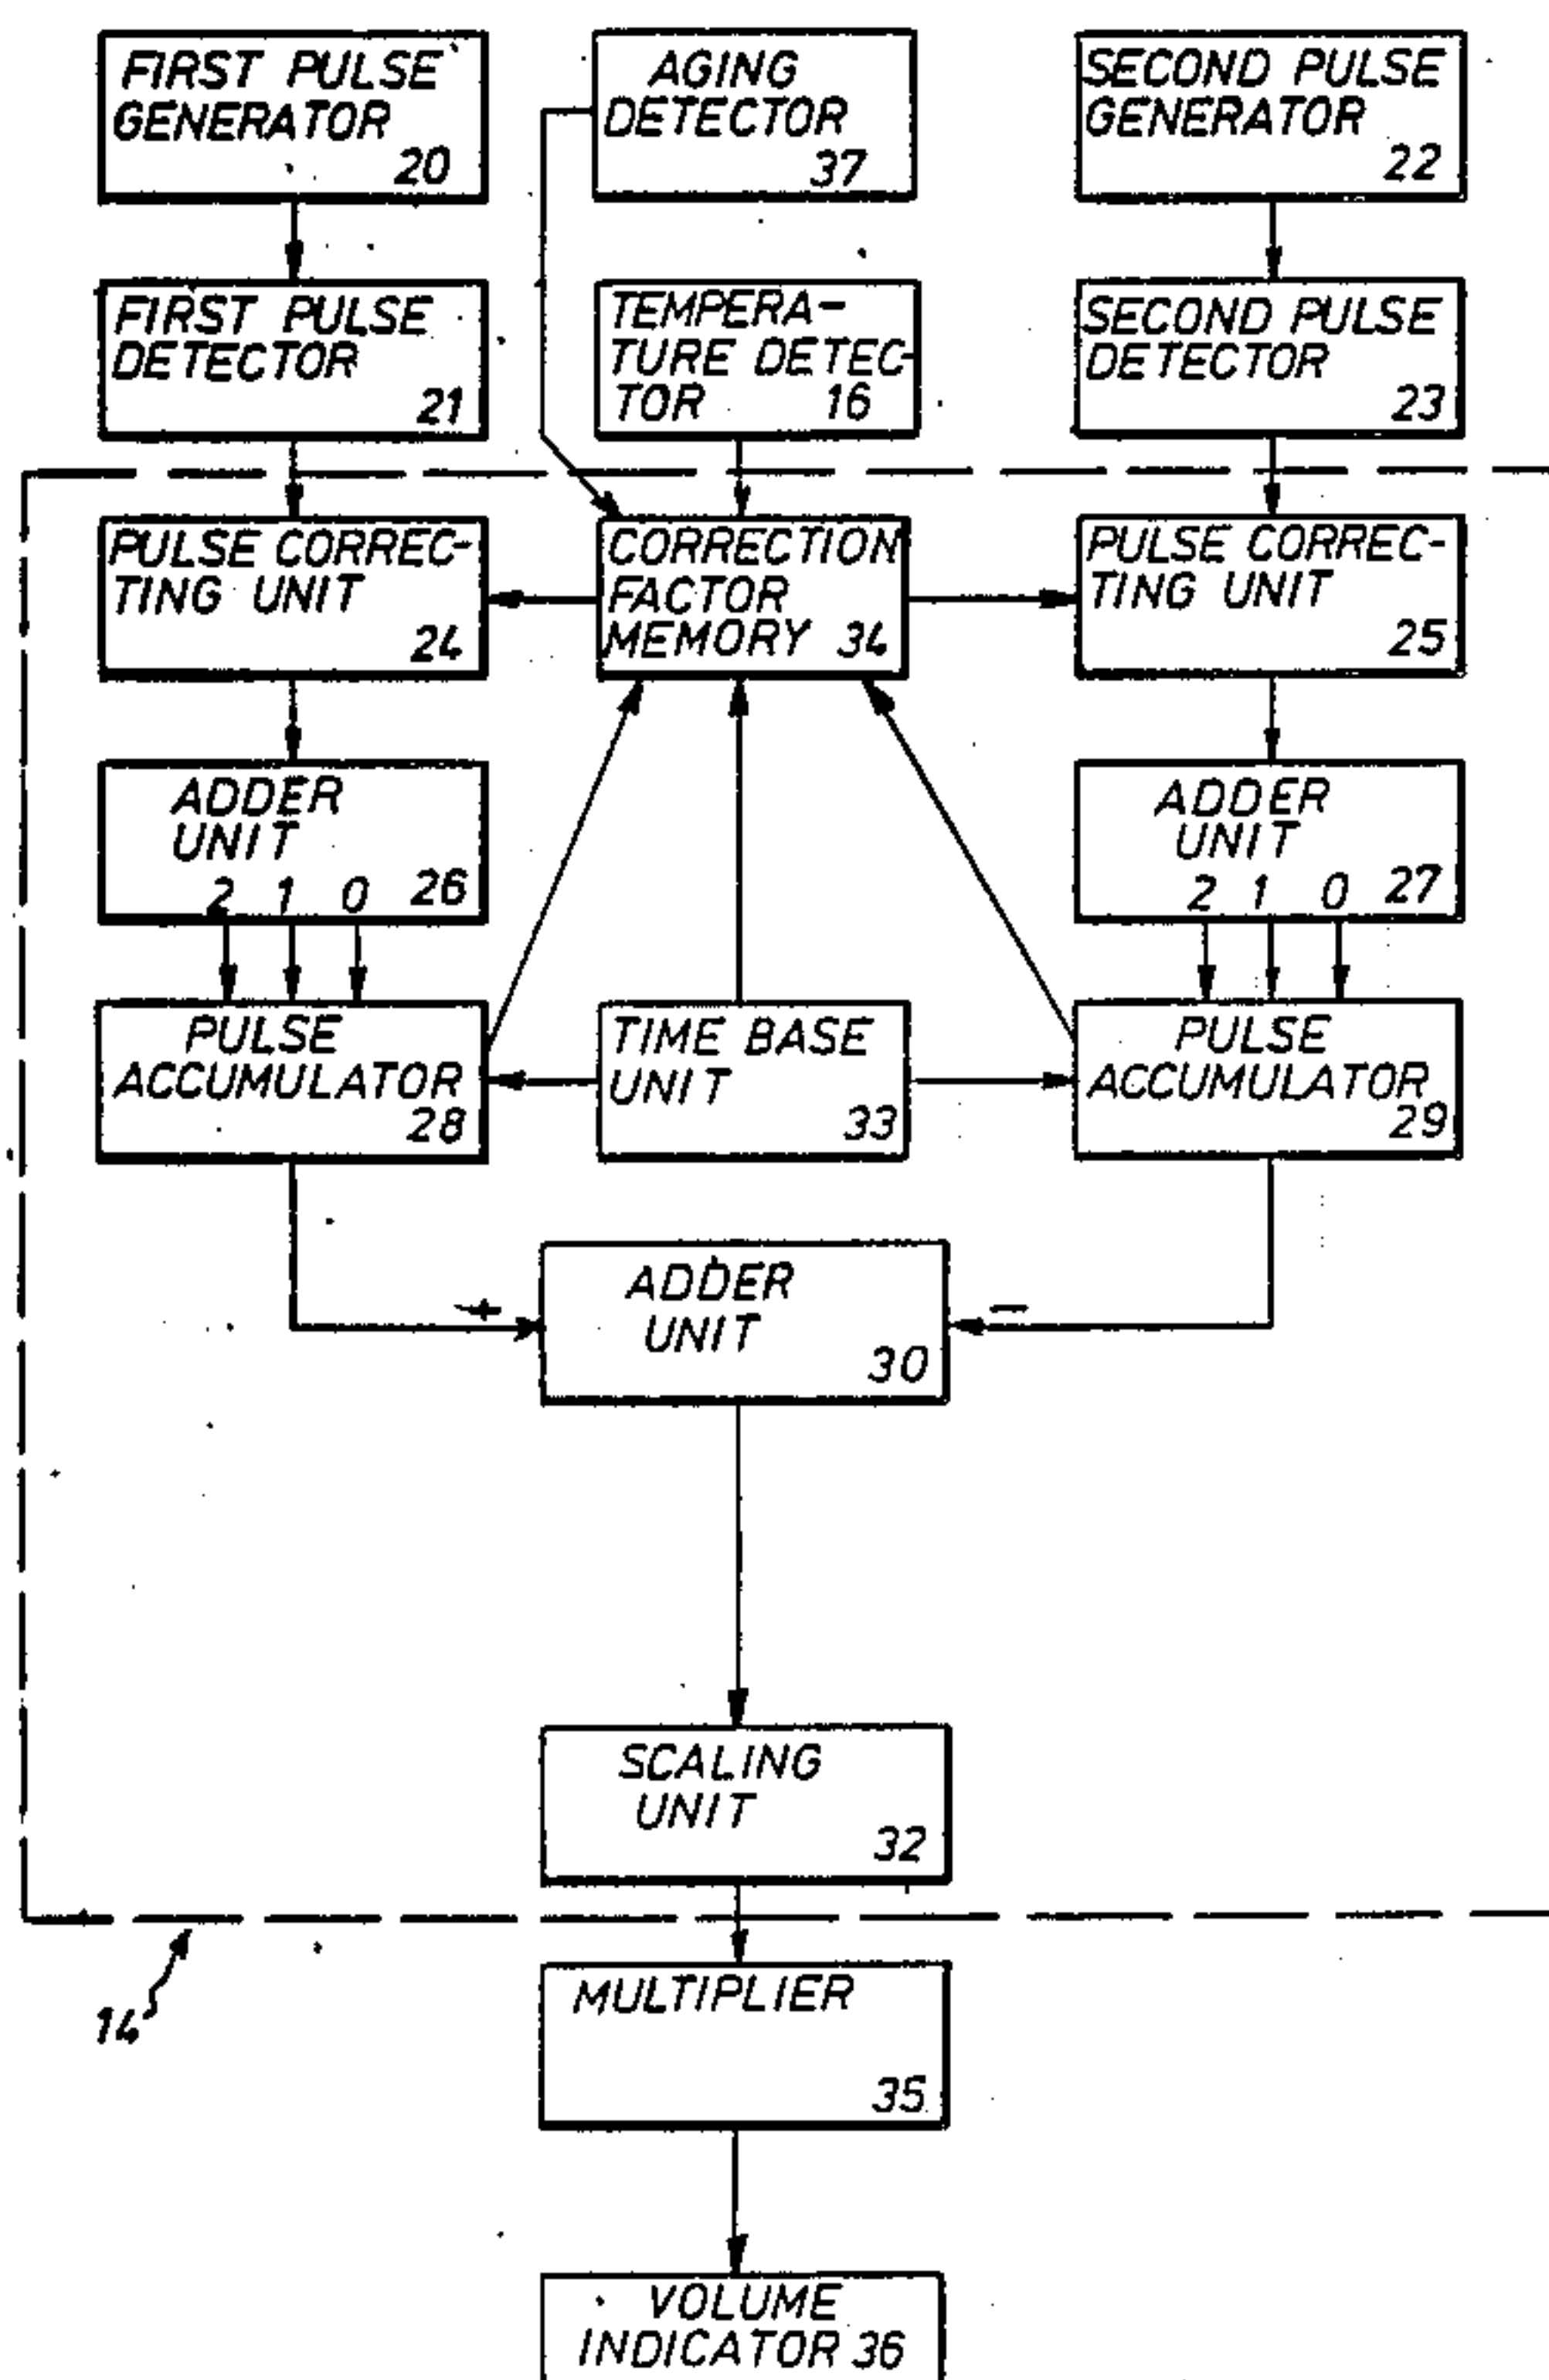 FIRST PULSE
GENERATOR
20
AGING
DETECTOR
37
SECOND PULSE
GENERATOR
22
FIRST PULSE
DETECTOR
21
TEMPERA-
TURE DETEC-
TOR 16
SECOND PULSE
DETECTOR
23
PULSE CORREC-
TING UNIT
24
CORRECTION
FACTOR
MEMORY 34
PULSE CORREC-
TING UNIT
25
ADDER
UNIT
2 1 0 26
ADDER
UNIT
2 1 0 27
PULSE
ACCUMULATOR
28
TIME BASE
UNIT
33
PULSE
ACCUMULATOR
29
+
ADDER
UNIT
30
−
SCALING
UNIT
32
14
MULTIPLIER
35
VOLUME
INDICATOR 36